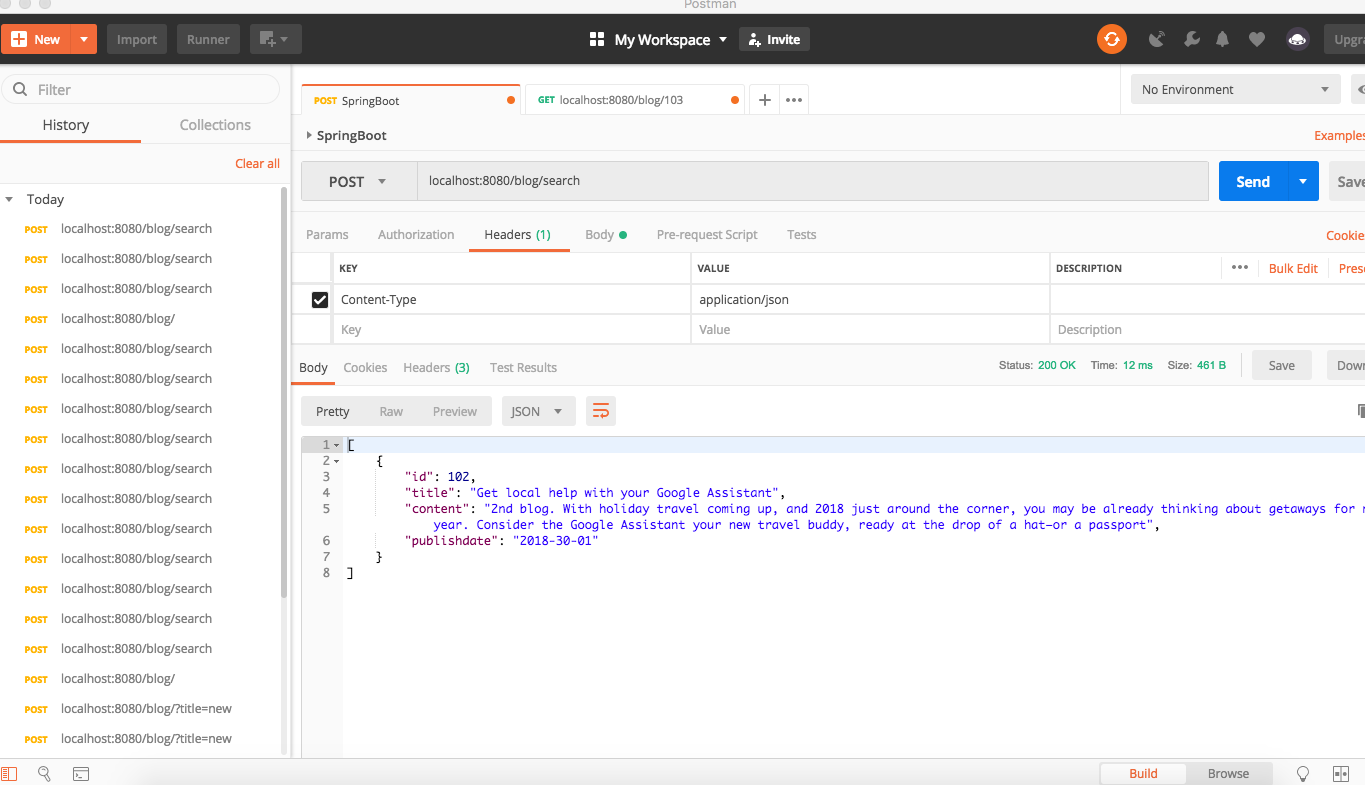 Postman
New Import Runner My Workspace Invite Upgra
Filter
History Collections
Clear all
Today
POST localhost:8080/blog/search
POST localhost:8080/blog/search
POST localhost:8080/blog/search
POST localhost:8080/blog/
POST localhost:8080/blog/search
POST localhost:8080/blog/search
POST localhost:8080/blog/search
POST localhost:8080/blog/search
POST localhost:8080/blog/search
POST localhost:8080/blog/search
POST localhost:8080/blog/search
POST localhost:8080/blog/search
POST localhost:8080/blog/search
POST localhost:8080/blog/search
POST localhost:8080/blog/search
POST localhost:8080/blog/
POST localhost:8080/blog/?title=new
POST localhost:8080/blog/?title=new
POST SpringBoot GET localhost:8080/blog/103 + ••• No Environment
SpringBoot Examples
POST localhost:8080/blog/search Send Save
Params Authorization Headers (1) Body Pre-request Script Tests Cookie
KEY VALUE DESCRIPTION ••• Bulk Edit Prese
Content-Type application/json
Key Value Description
Body Cookies Headers (3) Test Results Status: 200 OK Time: 12 ms Size: 461 B Save Down
Pretty Raw Preview JSON
1 [
2 {
3 "id": 102,
4 "title": "Get local help with your Google Assistant",
5 "content": "2nd blog. With holiday travel coming up, and 2018 just around the corner, you may be already thinking about getaways for
year. Consider the Google Assistant your new travel buddy, ready at the drop of a hat—or a passport",
6 "publishdate": "2018-30-01"
7 }
8 ]
Build Browse